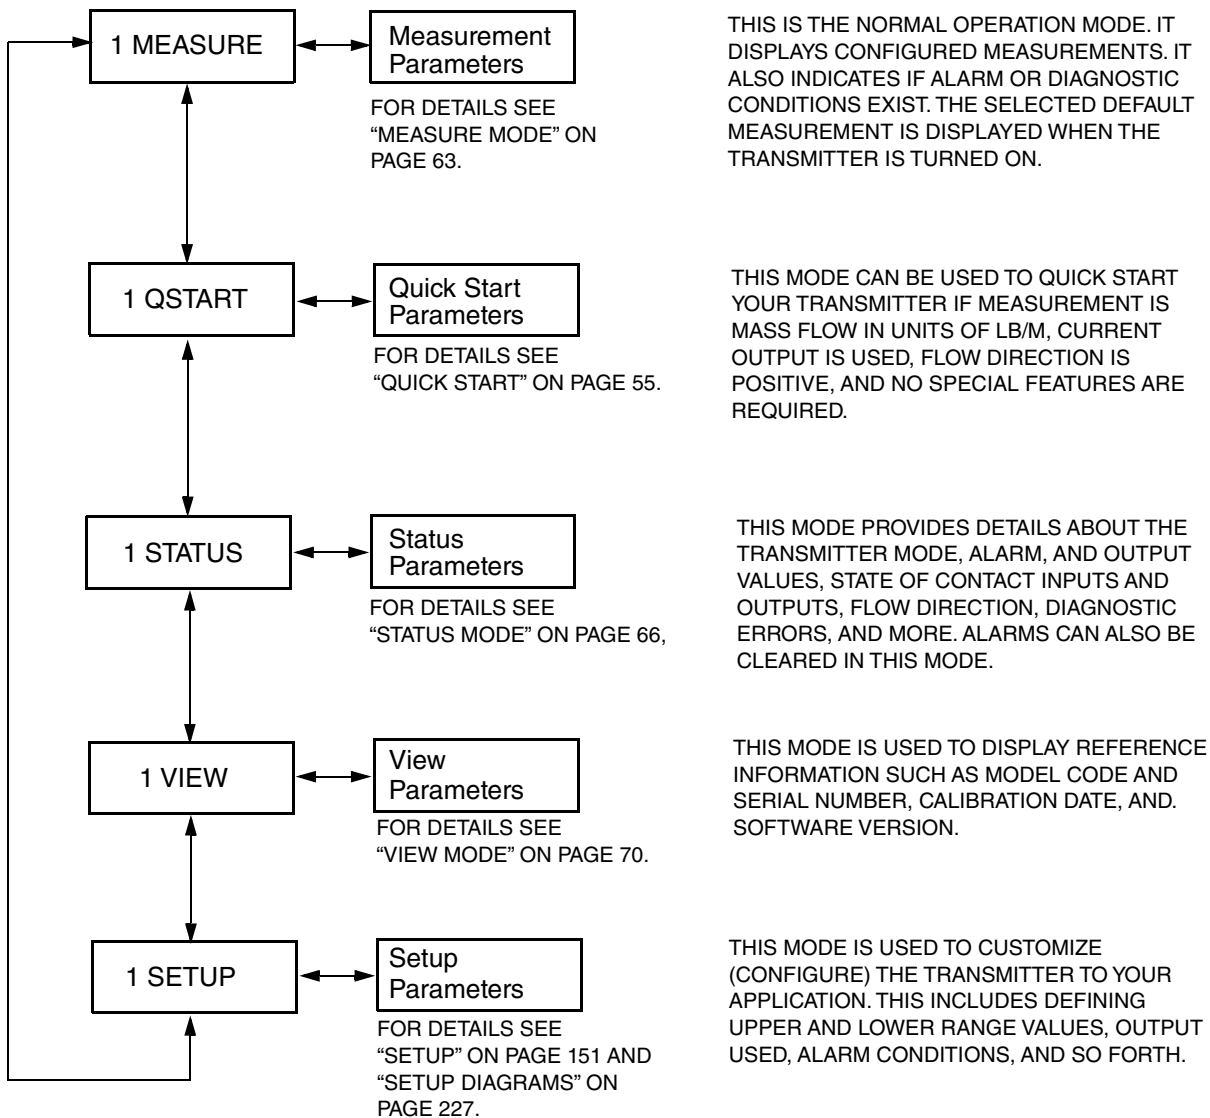 1 MEASURE
Measurement
Parameters
FOR DETAILS SEE
“MEASURE MODE” ON
PAGE 63.
THIS IS THE NORMAL OPERATION MODE. IT
DISPLAYS CONFIGURED MEASUREMENTS. IT
ALSO INDICATES IF ALARM OR DIAGNOSTIC
CONDITIONS EXIST. THE SELECTED DEFAULT
MEASUREMENT IS DISPLAYED WHEN THE
TRANSMITTER IS TURNED ON.
1 QSTART
Quick Start
Parameters
FOR DETAILS SEE
“QUICK START” ON PAGE 55.
THIS MODE CAN BE USED TO QUICK START
YOUR TRANSMITTER IF MEASUREMENT IS
MASS FLOW IN UNITS OF LB/M, CURRENT
OUTPUT IS USED, FLOW DIRECTION IS
POSITIVE, AND NO SPECIAL FEATURES ARE
REQUIRED.
1 STATUS
Status
Parameters
FOR DETAILS SEE
“STATUS MODE” ON PAGE 66,
THIS MODE PROVIDES DETAILS ABOUT THE
TRANSMITTER MODE, ALARM, AND OUTPUT
VALUES, STATE OF CONTACT INPUTS AND
OUTPUTS, FLOW DIRECTION, DIAGNOSTIC
ERRORS, AND MORE. ALARMS CAN ALSO BE
CLEARED IN THIS MODE.
1 VIEW
View
Parameters
FOR DETAILS SEE
“VIEW MODE” ON PAGE 70.
THIS MODE IS USED TO DISPLAY REFERENCE
INFORMATION SUCH AS MODEL CODE AND
SERIAL NUMBER, CALIBRATION DATE, AND.
SOFTWARE VERSION.
1 SETUP
Setup
Parameters
FOR DETAILS SEE
“SETUP” ON PAGE 151 AND
“SETUP DIAGRAMS” ON
PAGE 227.
THIS MODE IS USED TO CUSTOMIZE
(CONFIGURE) THE TRANSMITTER TO YOUR
APPLICATION. THIS INCLUDES DEFINING
UPPER AND LOWER RANGE VALUES, OUTPUT
USED, ALARM CONDITIONS, AND SO FORTH.